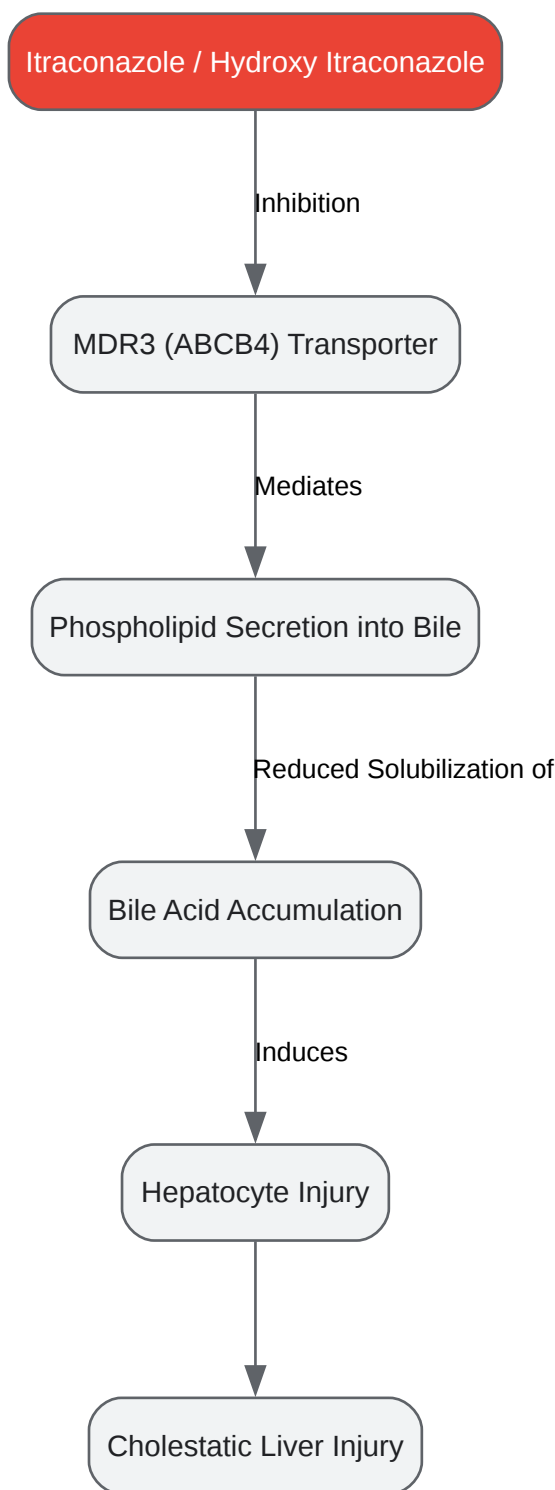 Itraconazole / Hydroxy Itraconazole
Inhibition
MDR3 (ABCB4) Transporter
Mediates
Phospholipid Secretion into Bile
Reduced Solubilization of
Bile Acid Accumulation
Induces
Hepatocyte Injury
Cholestatic Liver Injury